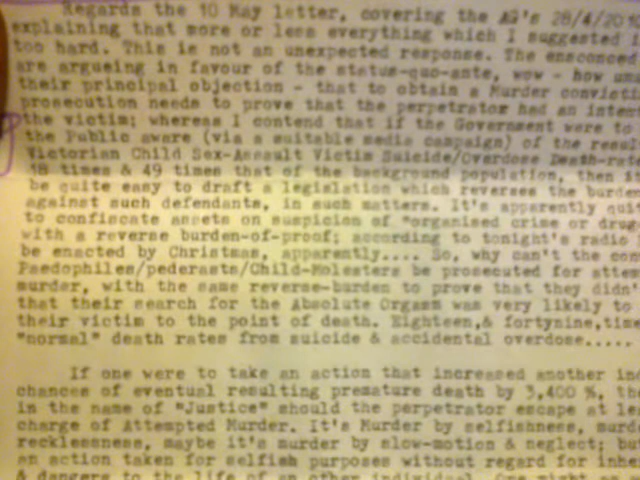 Regards the 10 May letter, covering the AG's 28/4/201
explaining that more or less everything which I suggested i
too hard. This is not an unexpected response. The ensconced
are argueing in favour of the status-quo-ante, wow - how un
their principal objection - that to obtain a Murder convicti
prosecution needs to prove that the perpetrator had an inten
the victim; whereas I contend that if the Government were to
the Public aware (via a suitable media campaign) of the resul
Victorian Child Sex-Assault Victim Suicide/Overdose Death-rat
18 times & 49 times that of the background population, then i
be quite easy to draft a legislation which reverses the burde
against such defendants, in such matters. It's apparently qui
to confiscate assets on suspicion of "organised crime or drug
with a reverse burden-of-proof; according to tonight's radio
be enacted by Christmas, apparently.... So, why can't the con
Paedophiles/pederasts/Child-Molesters be prosecuted for attem
murder, with the same reverse-burden to prove that they didn'
that their search for the Absolute Orgasm was very likely to
their victim to the point of death. Eighteen,& fortynine,time
"normal" death rates from suicide & accidental overdose.....
If one were to take an action that increased another ind
chances of eventual resulting premature death by 3,400 %, th
in the name of "Justice" should the perpetrator escape at le
charge of Attempted Murder. It's Murder by selfishness, murd
recklessness, maybe it's murder by slow-motion & neglect; bu
an action taken for selfish purposes without regard for inhe
& dangers to the life of an other individual. One might